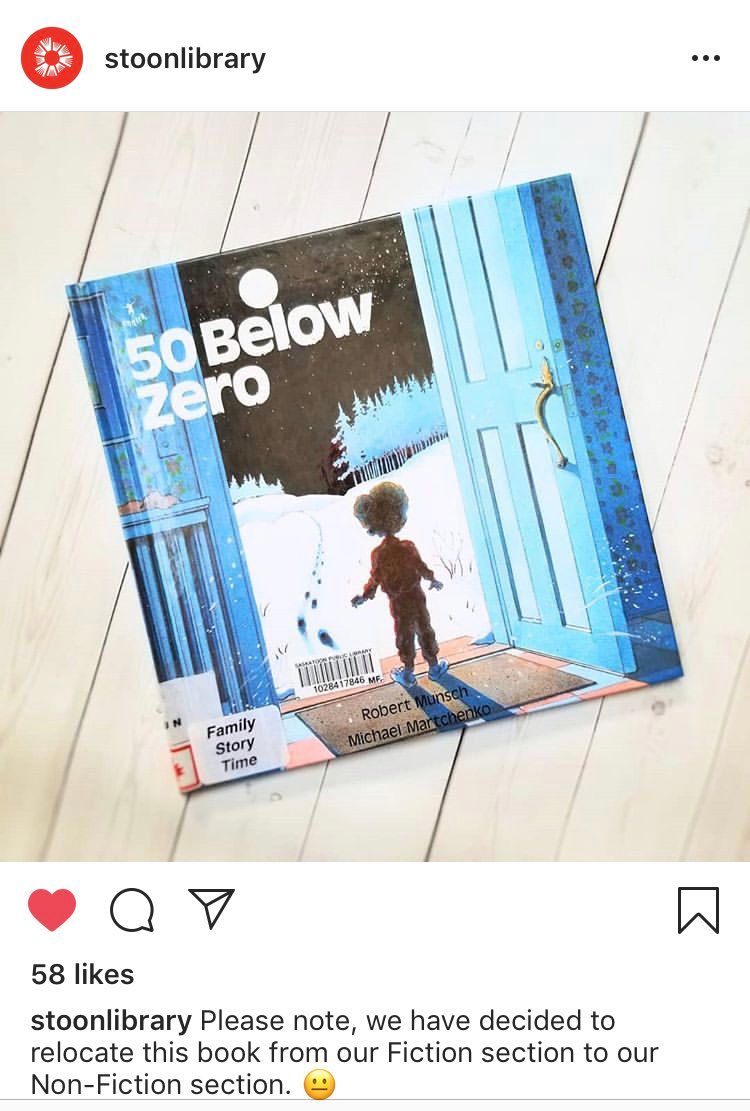 stoonlibrary
50 Below
zero
SASKATOON PUBLIC LIBRARY
1028417846 MF.
Robert Munsch
Michael Martchenko
IN
Family
Story
Time
58 likes
stoonlibrary Please note, we have decided to
relocate this book from our Fiction section to our
Non-Fiction section. 😐